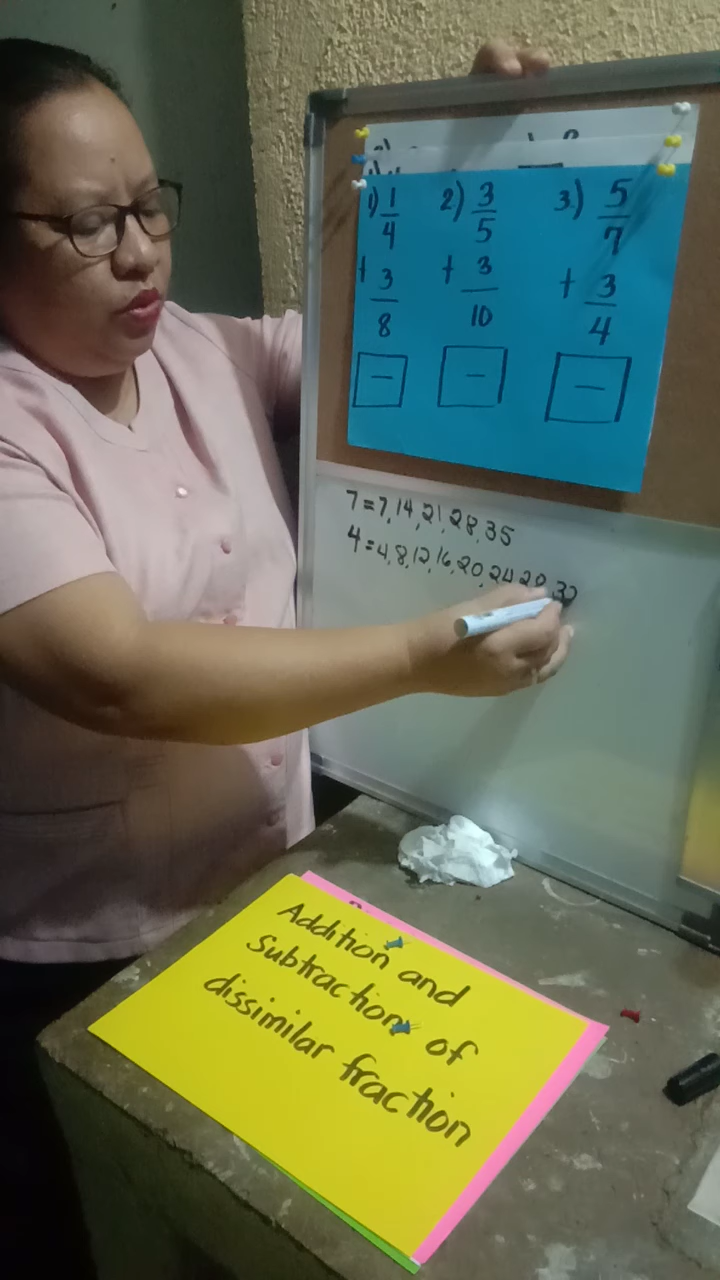 1) 1/4 2) 3/5 3.) 5/7
+ 3/8 + 3/10 + 3/4
7=7,14,21,28,35
4=4,8,12,16,20,24,28,32
Addition and
Subtraction of
dissimilar fraction